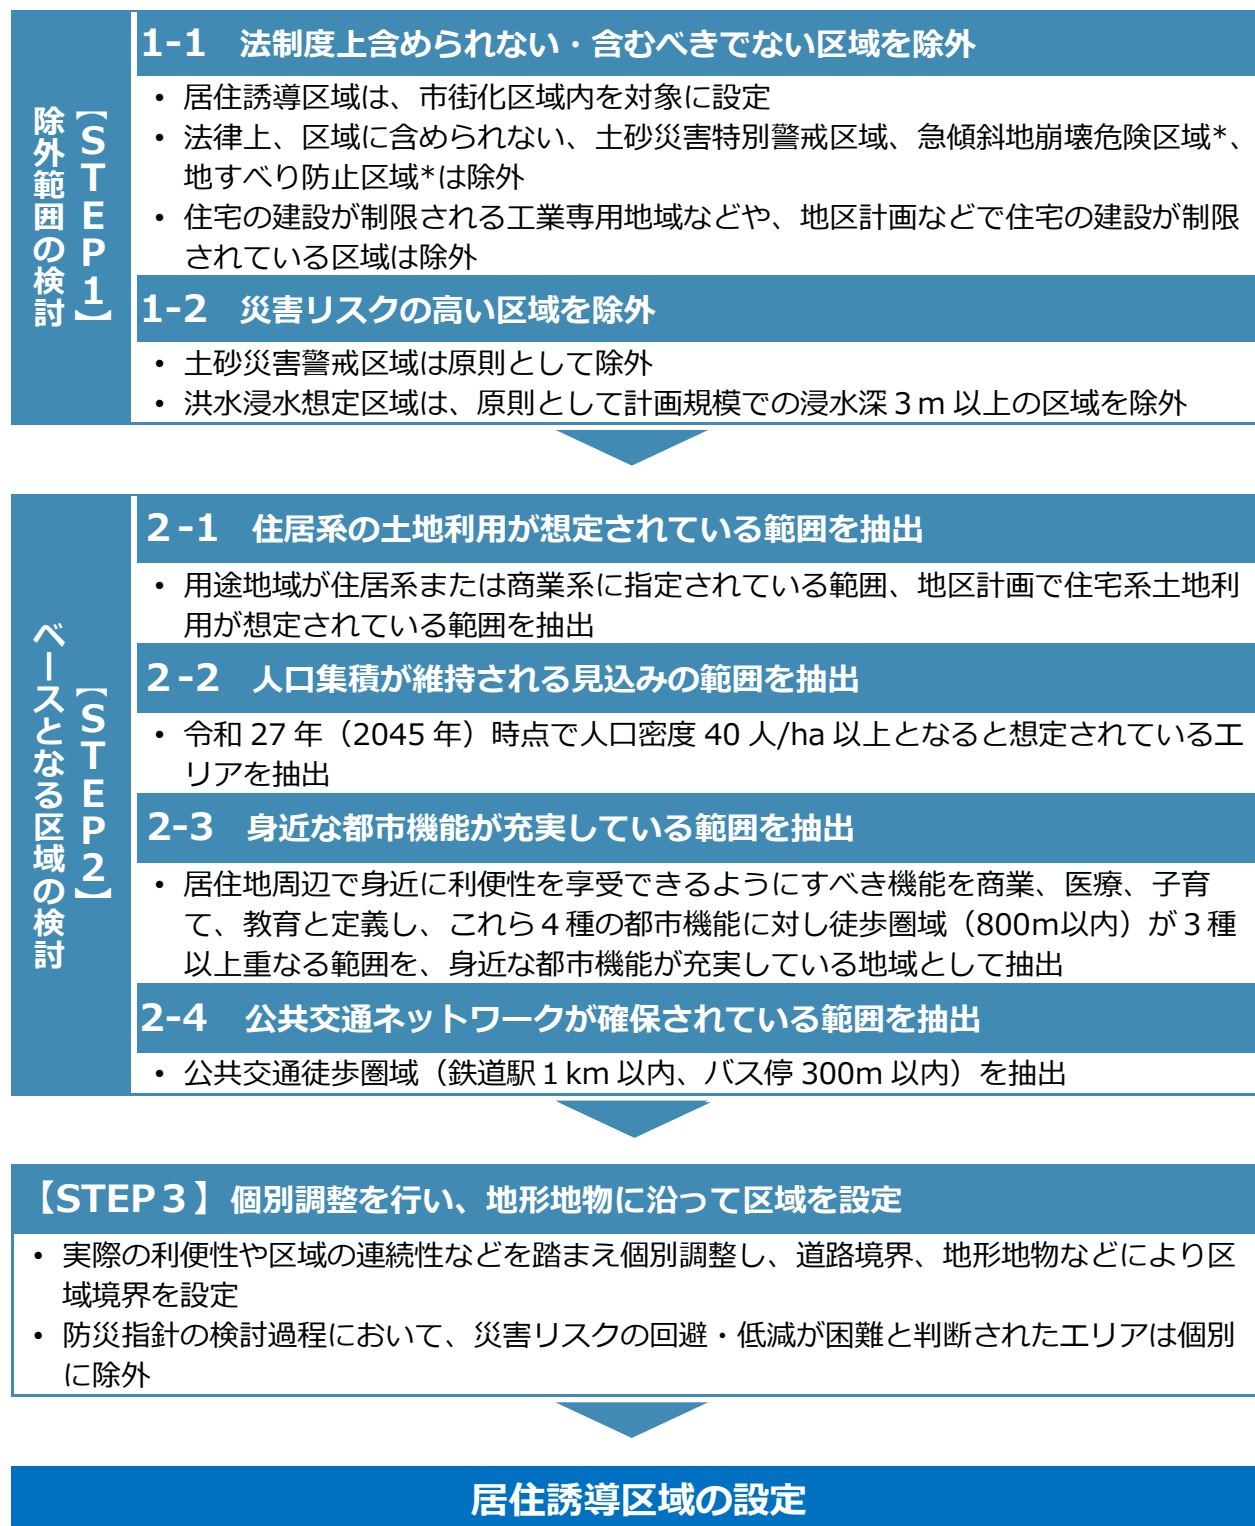 【STEP1】
除外範囲の検討
1-1 法制度上含められない・含むべきでない区域を除外
• 居住誘導区域は、市街化区域内を対象に設定
• 法律上、区域に含められない、土砂災害特別警戒区域、急傾斜地崩壊危険区域*、
地すべり防止区域*は除外
• 住宅の建設が制限される工業専用地域などや、地区計画などで住宅の建設が制限
されている区域は除外
1-2 災害リスクの高い区域を除外
• 土砂災害警戒区域は原則として除外
• 洪水浸水想定区域は、原則として計画規模での浸水深３ｍ以上の区域を除外
【STEP2】
ベースとなる区域の検討
２-1 住居系の土地利用が想定されている範囲を抽出
• 用途地域が住居系または商業系に指定されている範囲、地区計画で住宅系土地利
用が想定されている範囲を抽出
２-2 人口集積が維持される見込みの範囲を抽出
• 令和 27 年（2045 年）時点で人口密度 40 人/ha 以上となると想定されているエ
リアを抽出
2-3 身近な都市機能が充実している範囲を抽出
• 居住地周辺で身近に利便性を享受できるようにすべき機能を商業、医療、子育
て、教育と定義し、これら４種の都市機能に対し徒歩圏域（800m以内）が３種
以上重なる範囲を、身近な都市機能が充実している地域として抽出
2-4 公共交通ネットワークが確保されている範囲を抽出
• 公共交通徒歩圏域（鉄道駅１km 以内、バス停 300m 以内）を抽出
【STEP３】個別調整を行い、地形地物に沿って区域を設定
• 実際の利便性や区域の連続性などを踏まえ個別調整し、道路境界、地形地物などにより区
域境界を設定
• 防災指針の検討過程において、災害リスクの回避・低減が困難と判断されたエリアは個別
に除外
居住誘導区域の設定